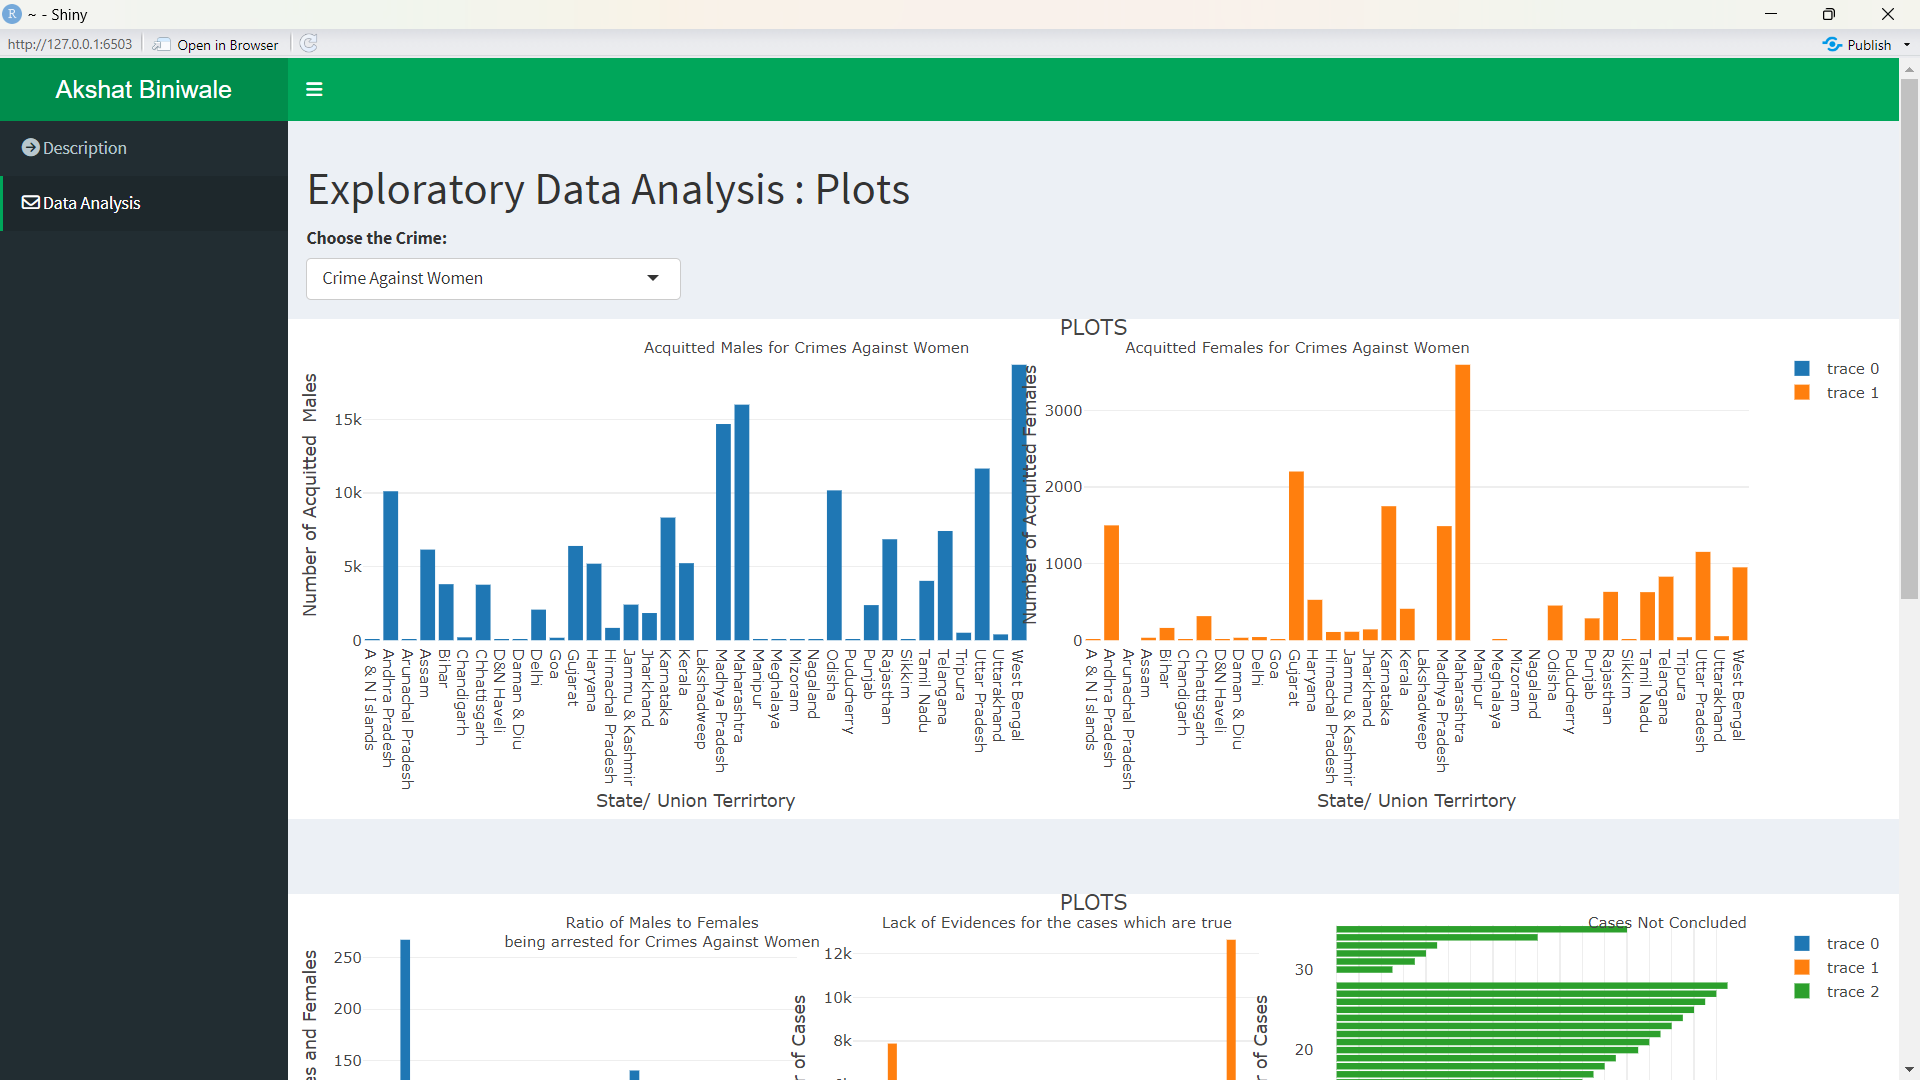 ~ - Shiny
http://127.0.0.1:6503 Open in Browser Publish
Akshat Biniwale
Description
Data Analysis
Exploratory Data Analysis : Plots
Choose the Crime:
Crime Against Women
PLOTS
Acquitted Males for Crimes Against Women
Number of Acquitted Males
15k
10k
5k
0
A & N Islands
Andhra Pradesh
Arunachal Pradesh
Assam
Bihar
Chandigarh
Chhattisgarh
D&N Haveli
Daman & Diu
Delhi
Goa
Gujarat
Haryana
Himachal Pradesh
Jammu & Kashmir
Jharkhand
Karnataka
Kerala
Lakshadweep
Madhya Pradesh
Maharashtra
Manipur
Meghalaya
Mizoram
Nagaland
Odisha
Puducherry
Punjab
Rajasthan
Sikkim
Tamil Nadu
Telangana
Tripura
Uttar Pradesh
Uttarakhand
West Bengal
State/ Union Terrirtory
Acquitted Females for Crimes Against Women
Number of Acquitted Females
3000
2000
1000
0
A & N Islands
Andhra Pradesh
Arunachal Pradesh
Assam
Bihar
Chandigarh
Chhattisgarh
D&N Haveli
Daman & Diu
Delhi
Goa
Gujarat
Haryana
Himachal Pradesh
Jammu & Kashmir
Jharkhand
Karnataka
Kerala
Lakshadweep
Madhya Pradesh
Maharashtra
Manipur
Meghalaya
Mizoram
Nagaland
Odisha
Puducherry
Punjab
Rajasthan
Sikkim
Tamil Nadu
Telangana
Tripura
Uttar Pradesh
Uttarakhand
West Bengal
State/ Union Terrirtory
trace 0
trace 1
PLOTS
Ratio of Males to Females
being arrested for Crimes Against Women
es and Females
250
200
150
Lack of Evidences for the cases which are true
r of Cases
12k
10k
8k
Cases Not Concluded
r of Cases
30
20
trace 0
trace 1
trace 2